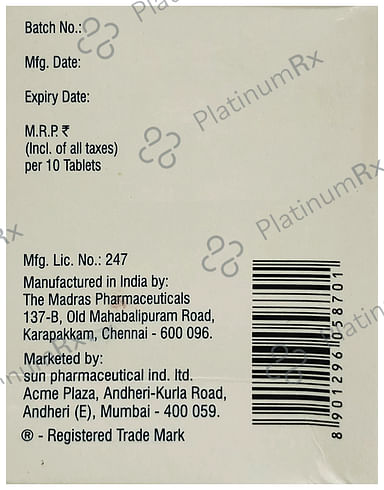 Batch No.:
Mfg. Date:
Expiry Date:
M.R.P. ₹
(Incl. of all taxes)
per 10 Tablets
Mfg. Lic. No.: 247
Manufactured in India by:
The Madras Pharmaceuticals
137-B, Old Mahabalipuram Road,
Karapakkam, Chennai - 600 096.
Marketed by:
sun pharmaceutical ind. ltd.
Acme Plaza, Andheri-Kurla Road,
Andheri (E), Mumbai - 400 059.
® - Registered Trade Mark
8 901296 058701
PlatinumRx
PlatinumRx